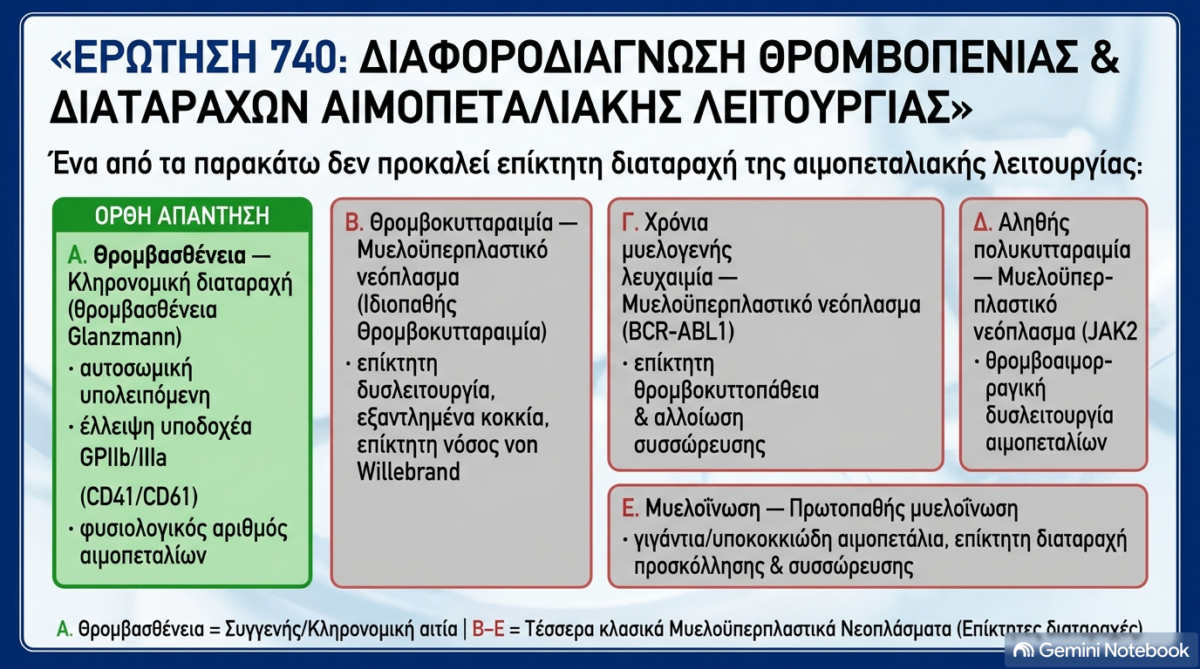 «ΕΡΩΤΗΣΗ 740: ΔΙΑΦΟΡΟΔΙΑΓΝΩΣΗ ΘΡΟΜΒΟΠΕΝΙΑΣ &
ΔΙΑΤΑΡΑΧΩΝ ΑΙΜΟΠΕΤΑΛΙΑΚΗΣ ΛΕΙΤΟΥΡΓΙΑΣ»
Ένα από τα παρακάτω δεν προκαλεί επίκτητη διαταραχή της αιμοπεταλιακής λειτουργίας:
ΟΡΘΗ ΑΠΑΝΤΗΣΗ
Α. Θρομβασθένεια —
Κληρονομική διαταραχή
(θρομβασθένεια
Glanzmann)
· αυτοσωμική
υπολειπόμενη
· έλλειψη υποδοχέα
GPIIb/IIIa
(CD41/CD61)
· φυσιολογικός αριθμός
αιμοπεταλίων
Β. Θρομβοκυτταραιμία —
Μυελοϋπερπλαστικό
νεόπλασμα
(Ιδιοπαθής
Θρομβοκυτταραιμία)
· επίκτητη
δυσλειτουργία,
εξαντλημένα κοκκία,
επίκτητη νόσος von
Willebrand
Γ. Χρόνια
μυελογενής
λευχαιμία —
Μυελοϋπερπλαστικό νεόπλασμα
(BCR-ABL1)
· επίκτητη
θρομβοκυττοπάθεια
& αλλοίωση
συσσώρευσης
Δ. Αληθής
πολυκυτταραιμία
— Μυελοϋπερ-
πλαστικό
νεόπλασμα (JAK2
· θρομβοαιμορ-
ραγική
δυσλειτουργία
αιμοπεταλίων
Ε. Μυελοΐνωση — Πρωτοπαθής μυελοΐνωση
· γιγάντια/υποκοκκιώδη αιμοπετάλια, επίκτητη διαταραχή
προσκόλλησης & συσσώρευσης
Α. Θρομβασθένεια = Συγγενής/Κληρονομική αιτία | Β–Ε = Τέσσερα κλασικά Μυελοϋπερπλαστικά Νεοπλάσματα (Επίκτητες διαταραχές)
Gemini Notebook